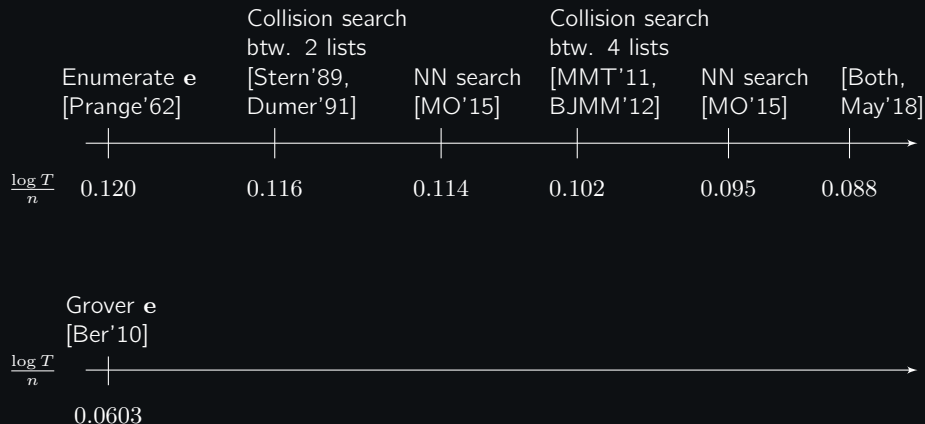 Collision search
btw. 2 lists
Collision search
btw. 4 lists
Enumerate e
[Prange'62]
[Stern'89,
Dumer'91]
NN search
[MO'15]
[MMT'11,
BJMM'12]
NN search
[MO'15]
[Both,
May'18]
log T
n
0.120 0.116 0.114 0.102 0.095 0.088
Grover e
[Ber'10]
log T
n
0.0603